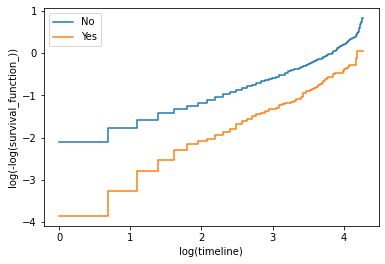 1
0
−1
−2
−3
−4
log(-log(survival_function_))
No
Yes
0
1
2
3
4
log(timeline)